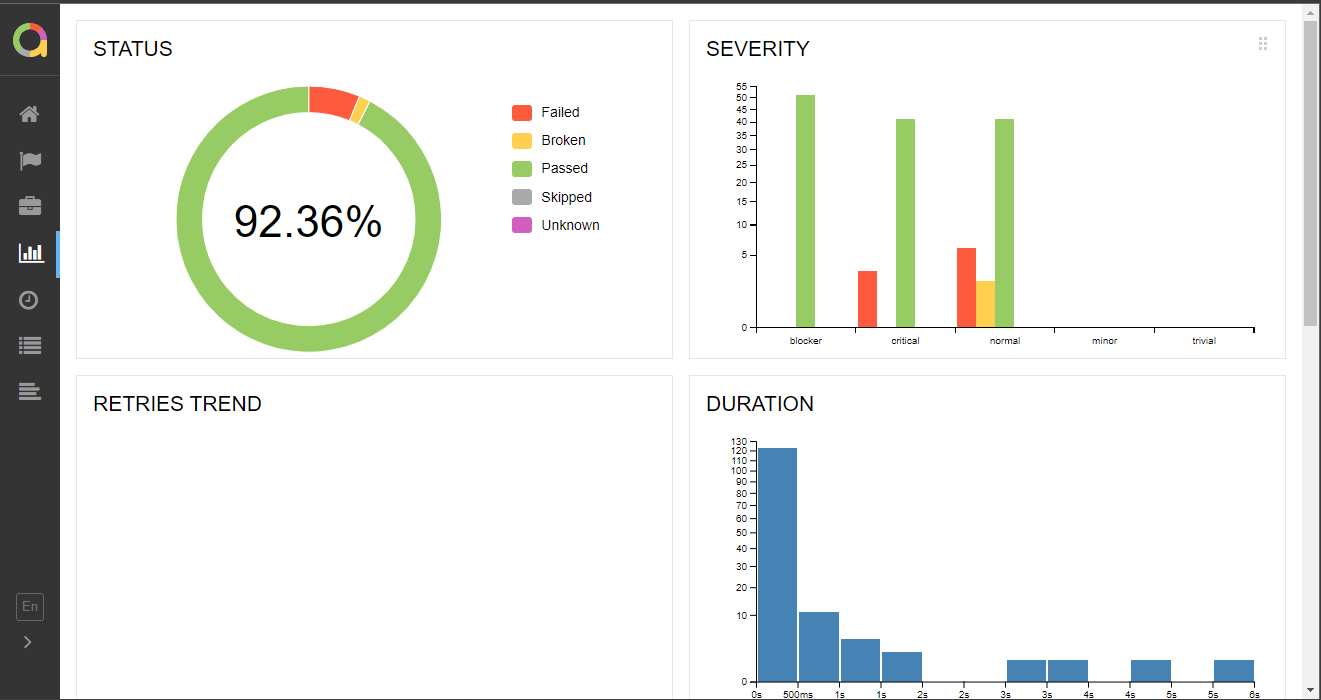 STATUS
92.36%
Failed
Broken
Passed
Skipped
Unknown
SEVERITY
55
50
45
40
35
30
25
20
15
10
5
0
blocker critical normal minor trivial
RETRIES TREND
DURATION
130
120
110
100
90
80
70
60
50
40
30
20
10
0
0s 500ms 1s 1s 2s 2s 3s 3s 4s 4s 5s 5s 6s
En